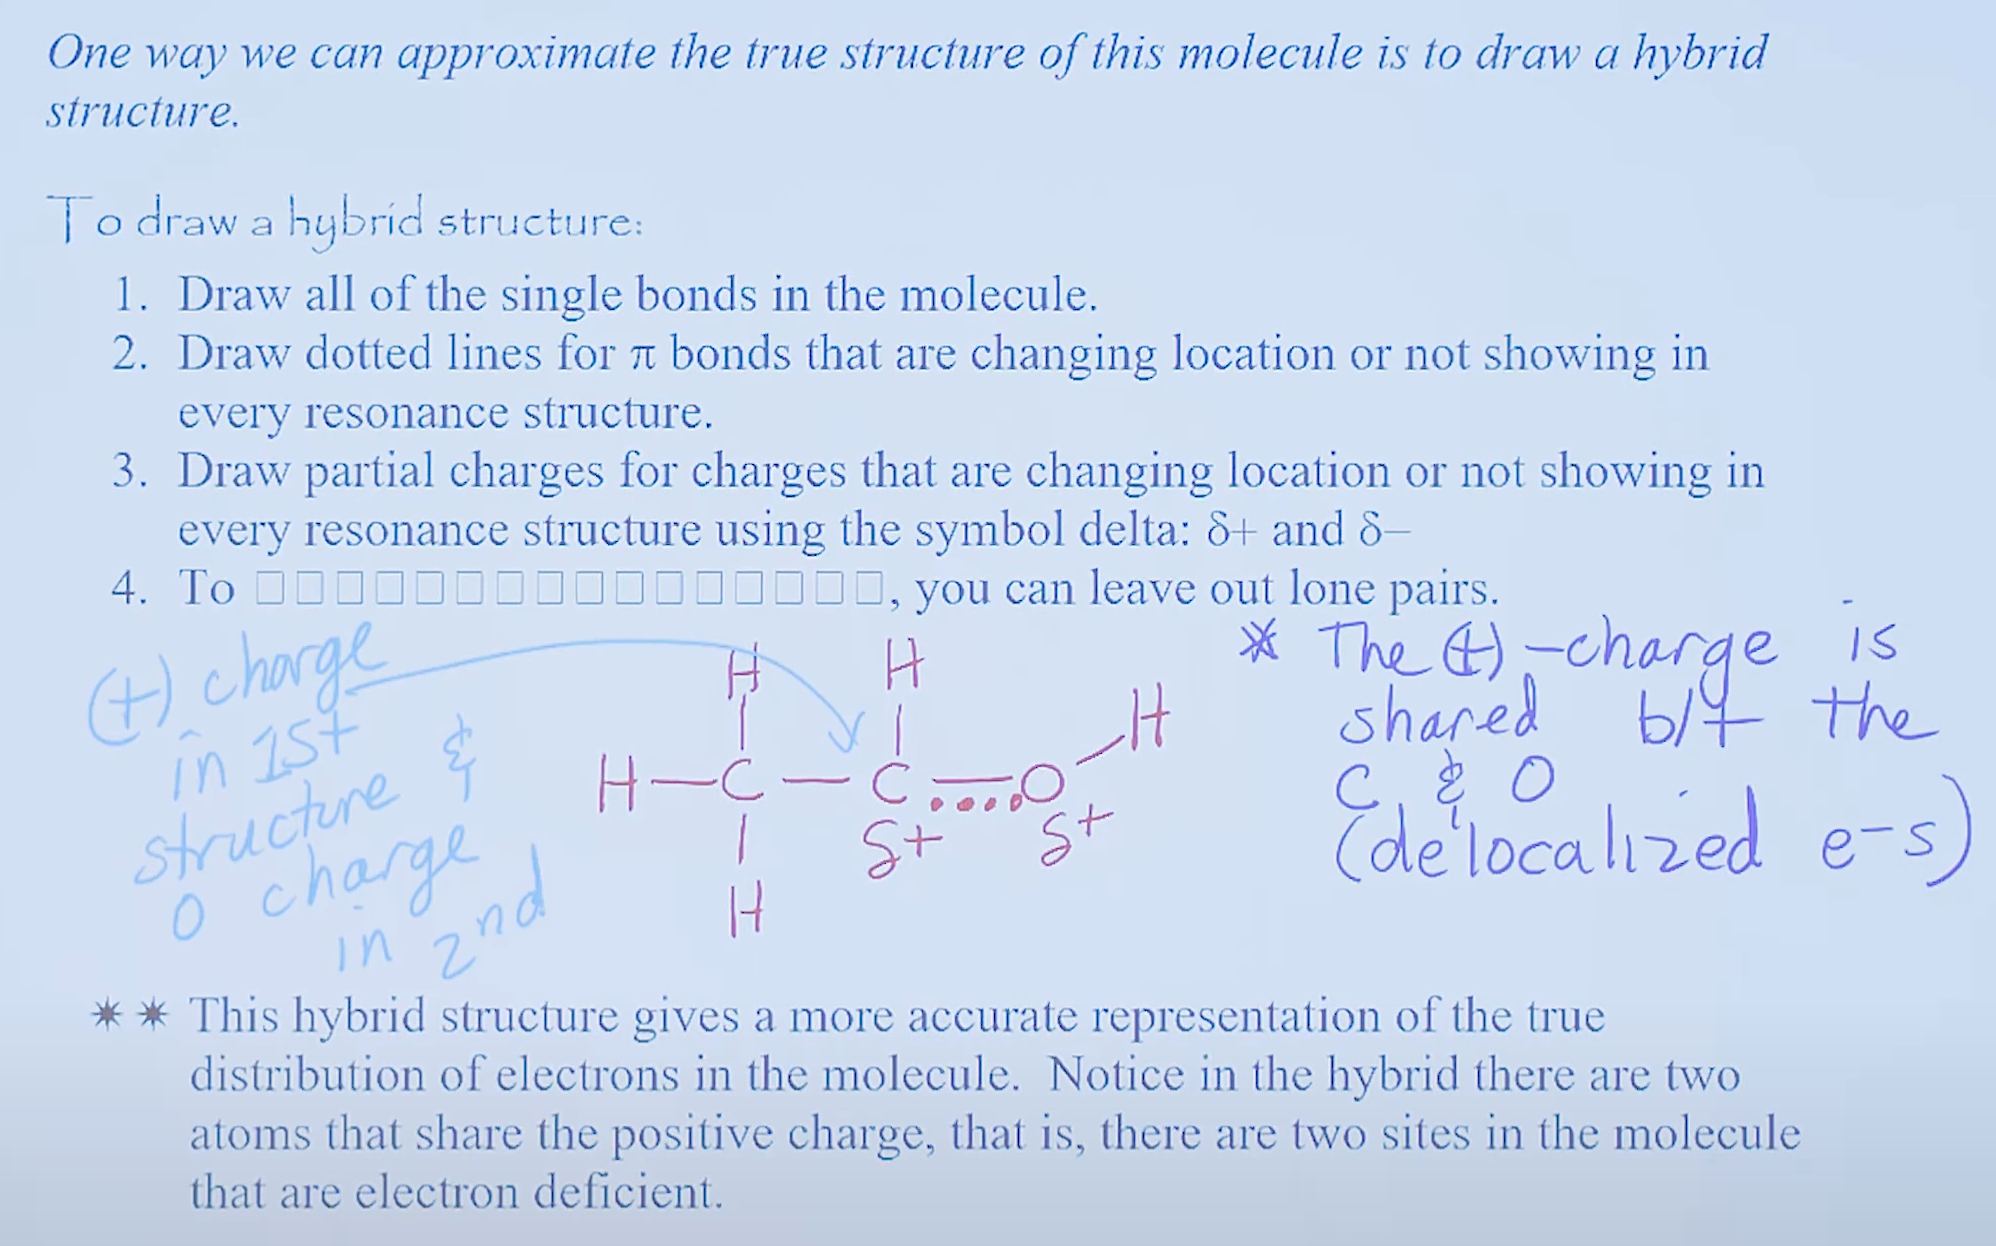 One way we can approximate the true structure of this molecule is to draw a hybrid
structure.
To draw a hybrid structure:
1. Draw all of the single bonds in the molecule.
2. Draw dotted lines for π bonds that are changing location or not showing in
every resonance structure.
3. Draw partial charges for charges that are changing location or not showing in
every resonance structure using the symbol delta: δ+ and δ–
4. To □□□□□□□□□□□□□□□□, you can leave out lone pairs.
(+) charge
in 1st
structure &
O charge
in 2nd
H H
H
H—C—C—O
δ+ δ+
H
* The (+)-charge is
shared b/t the
C & O
(delocalized e-s)
** This hybrid structure gives a more accurate representation of the true
distribution of electrons in the molecule. Notice in the hybrid there are two
atoms that share the positive charge, that is, there are two sites in the molecule
that are electron deficient.